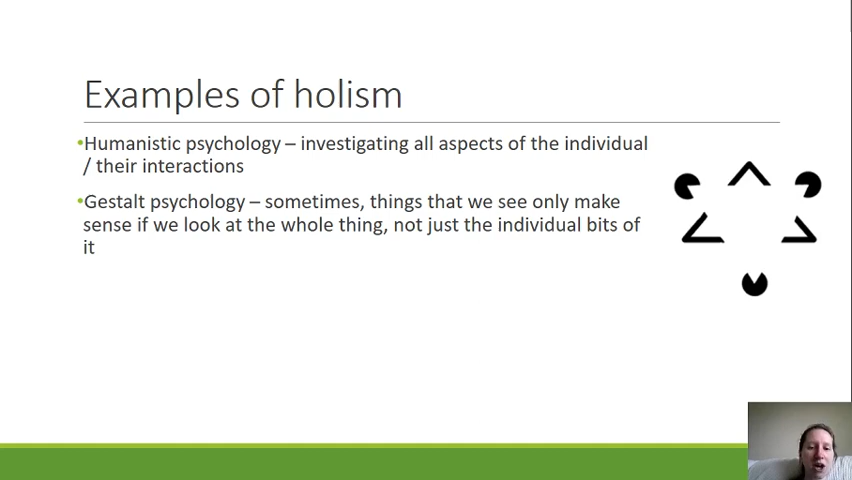 Examples of holism
•Humanistic psychology – investigating all aspects of the individual
/ their interactions
•Gestalt psychology – sometimes, things that we see only make
sense if we look at the whole thing, not just the individual bits of
it